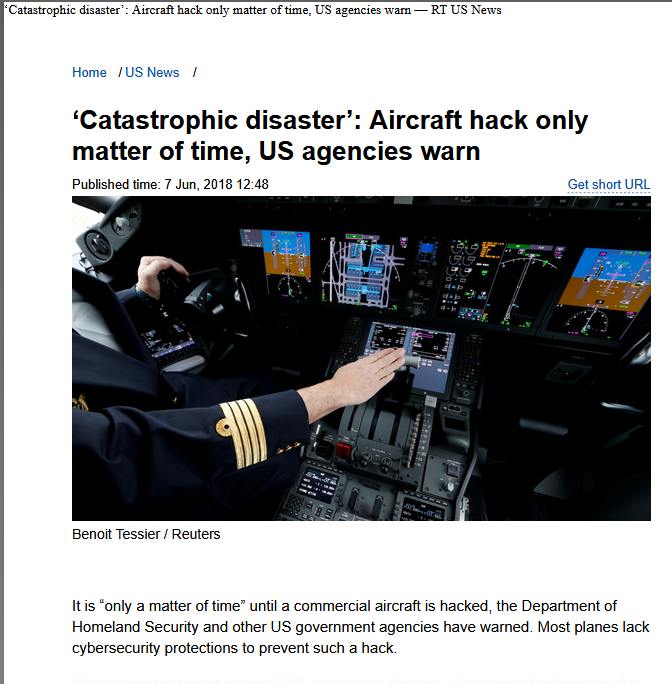 ‘Catastrophic disaster’: Aircraft hack only matter of time, US agencies warn — RT US News
Home / US News /
‘Catastrophic disaster’: Aircraft hack only
matter of time, US agencies warn
Published time: 7 Jun, 2018 12:48
Get short URL
Benoit Tessier / Reuters
It is “only a matter of time” until a commercial aircraft is hacked, the Department of
Homeland Security and other US government agencies have warned. Most planes lack
cybersecurity protections to prevent such a hack.